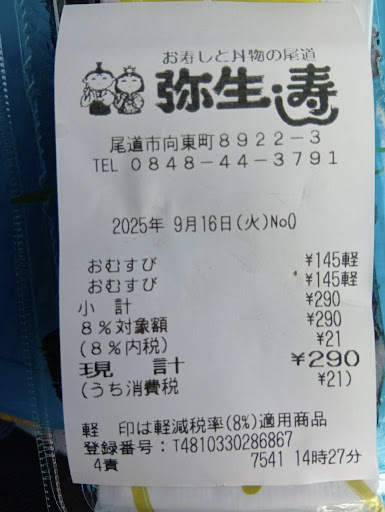 お寿しと丼物の尾道
弥生寿し
尾道市向東町8922-3
TEL 0848-44-3791
2025年 9月16日(火)No0
おむすび ¥145軽
おむすび ¥145軽
小 計 ¥290
8%対象額 ¥290
(8%内税) ¥21
現 計 ¥290
(うち消費税 ¥21)
軽 印は軽減税率(8%)適用商品
登録番号:T4810330286867
4責 7541 14時27分